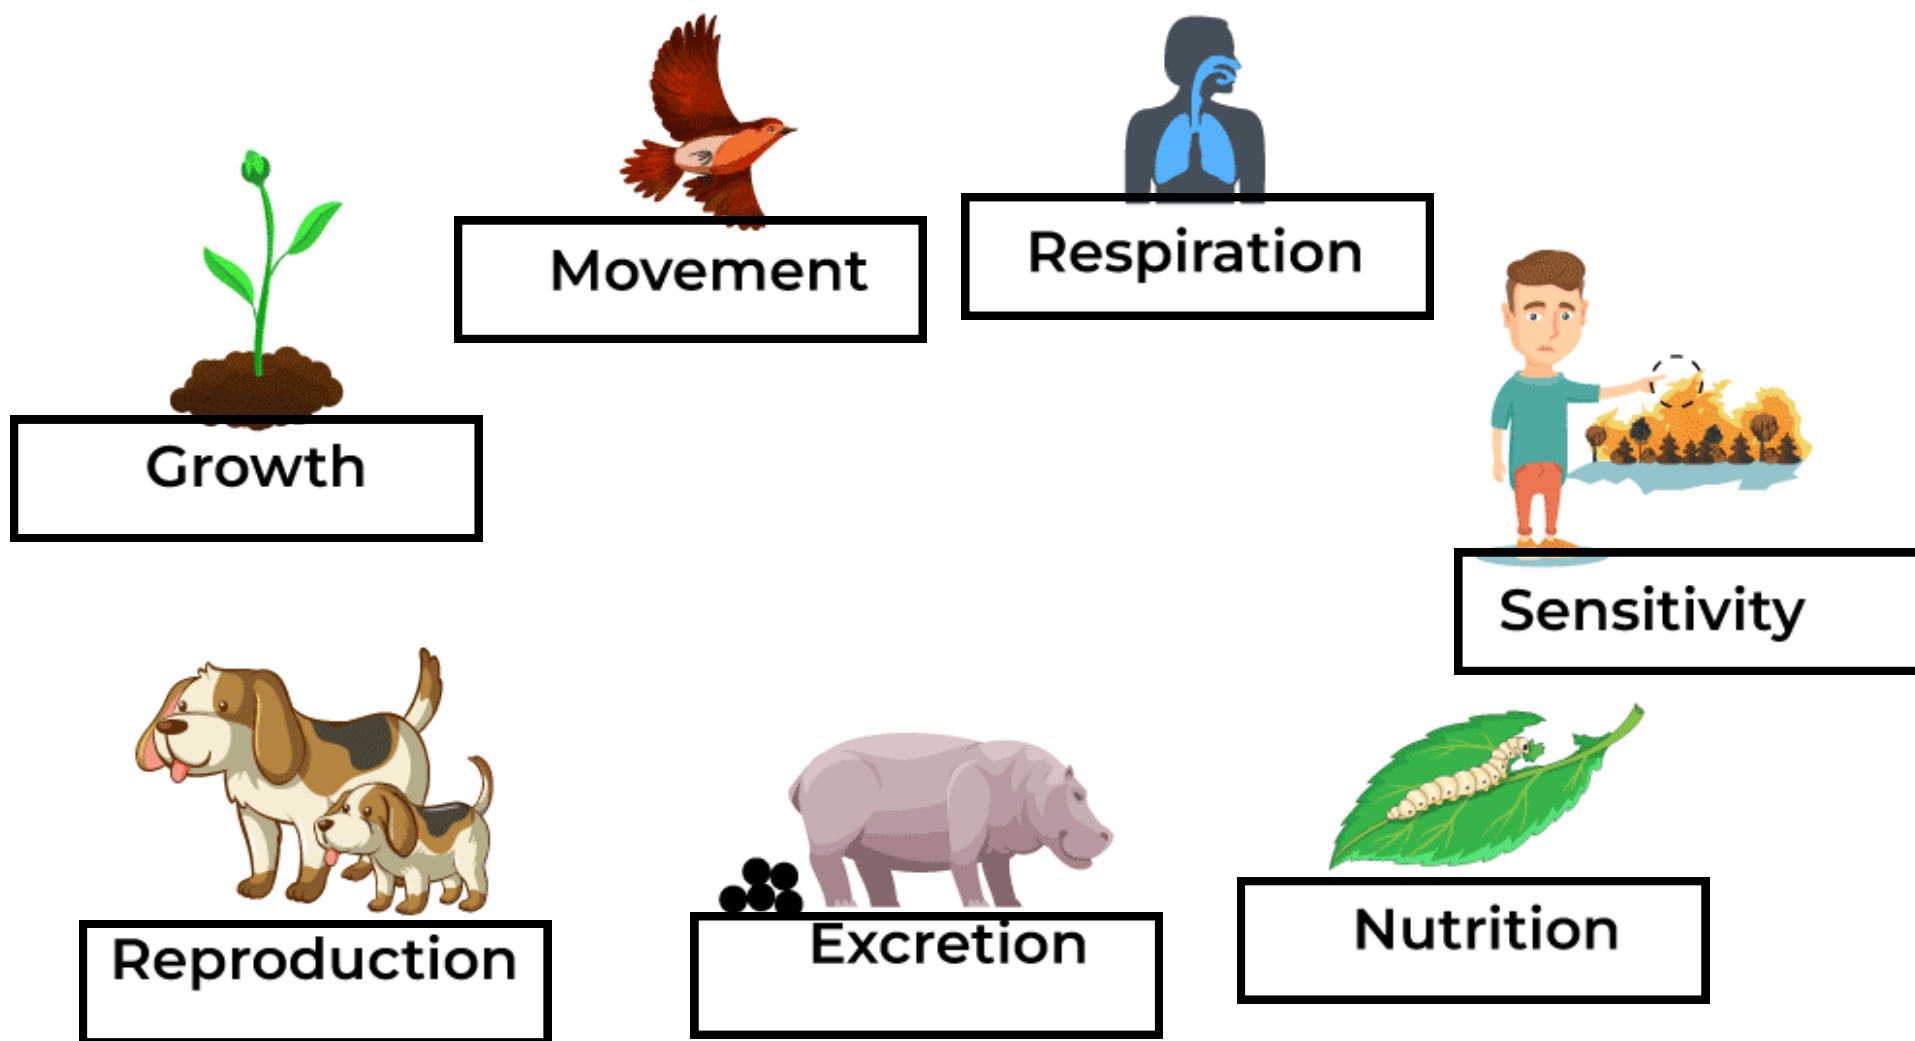 Movement
Respiration
Growth
Sensitivity
Reproduction
Excretion
Nutrition